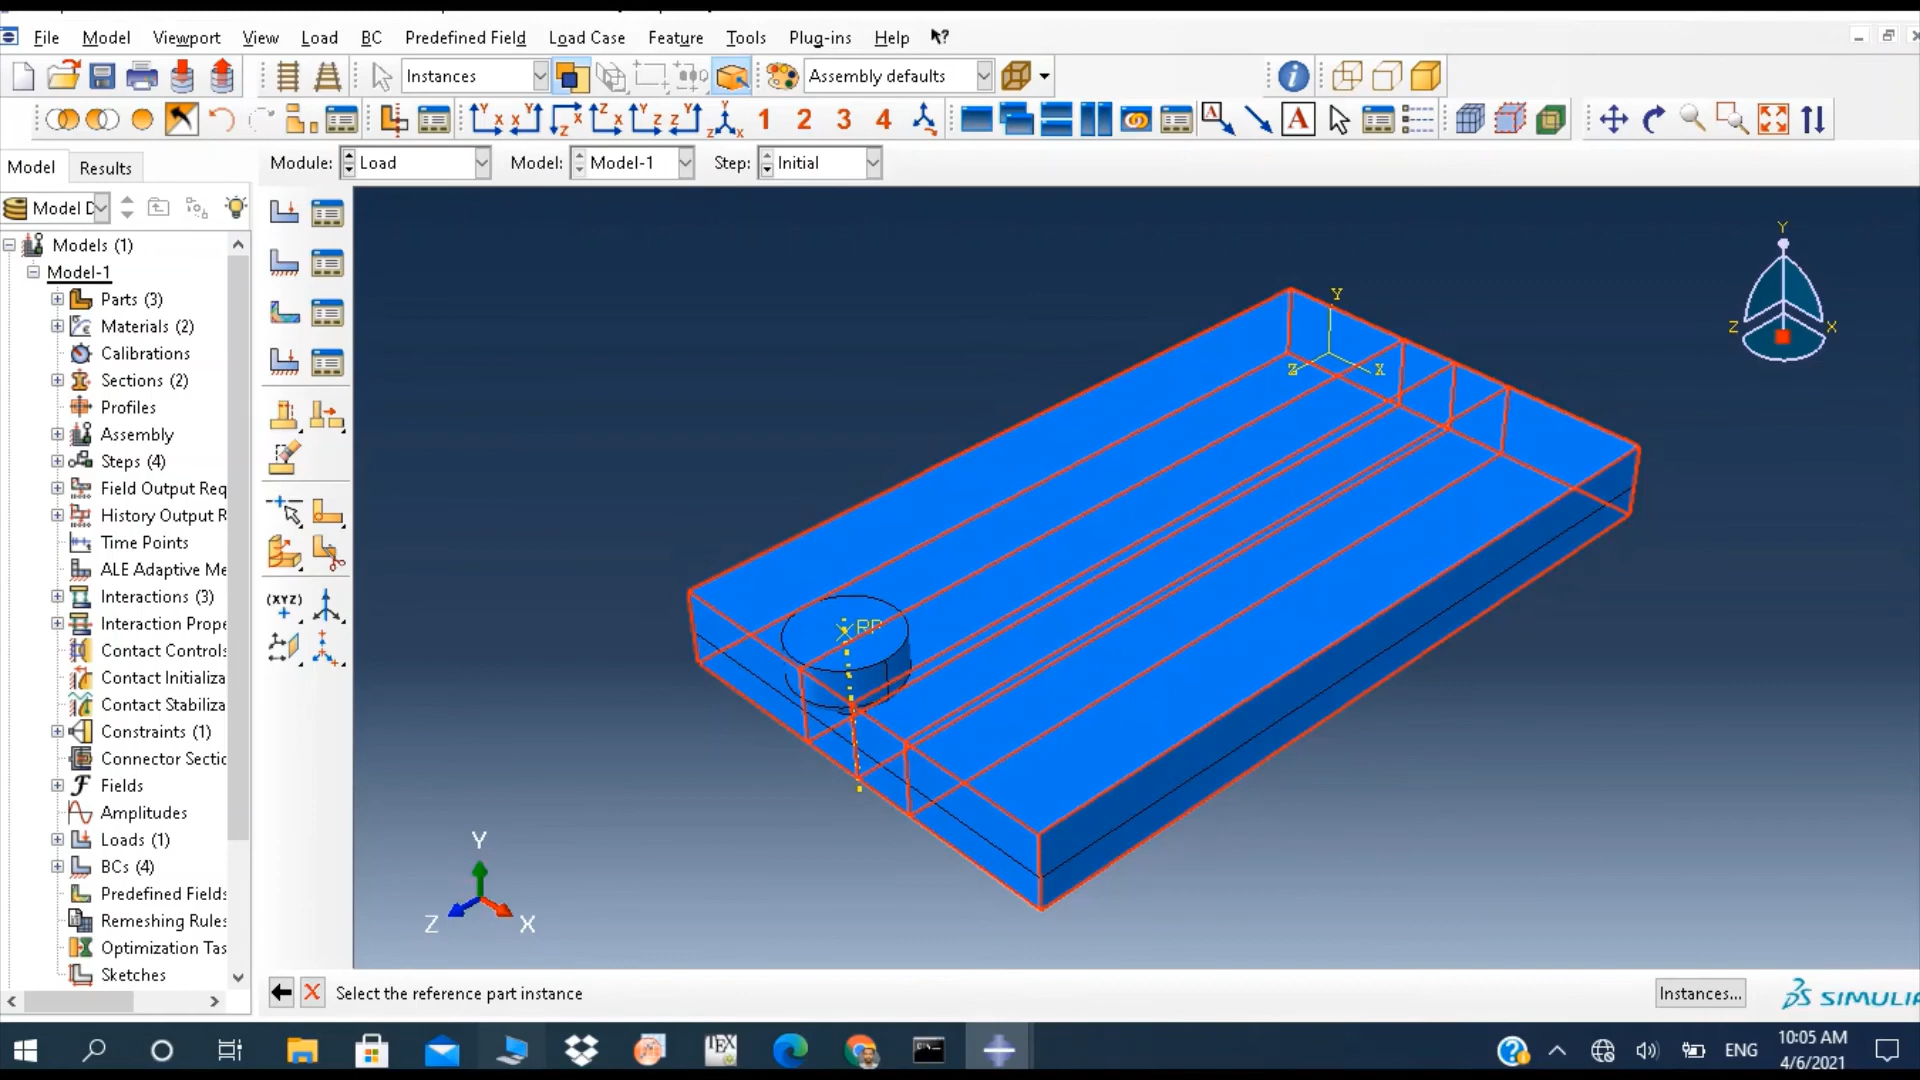 File Model Viewport View Load BC Predefined Field Load Case Feature Tools Plug-ins Help
Instances Assembly defaults
1 2 3 4
Model Results Module: Load Model: Model-1 Step: Initial
Model D
Models (1)
Model-1
Parts (3)
Materials (2)
Calibrations
Sections (2)
Profiles
Assembly
Steps (4)
Field Output Req
History Output R
Time Points
ALE Adaptive Me
Interactions (3)
Interaction Prope
Contact Controls
Contact Initializa
Contact Stabiliza
Constraints (1)
Connector Sectio
Fields
Amplitudes
Loads (1)
BCs (4)
Predefined Fields
Remeshing Rules
Optimization Tas
Sketches
(XYZ)
Y
Z X
Y
Z X
RP
Y
Z X
Select the reference part instance
Instances...
SIMULIA
ENG
10:05 AM
4/6/2021